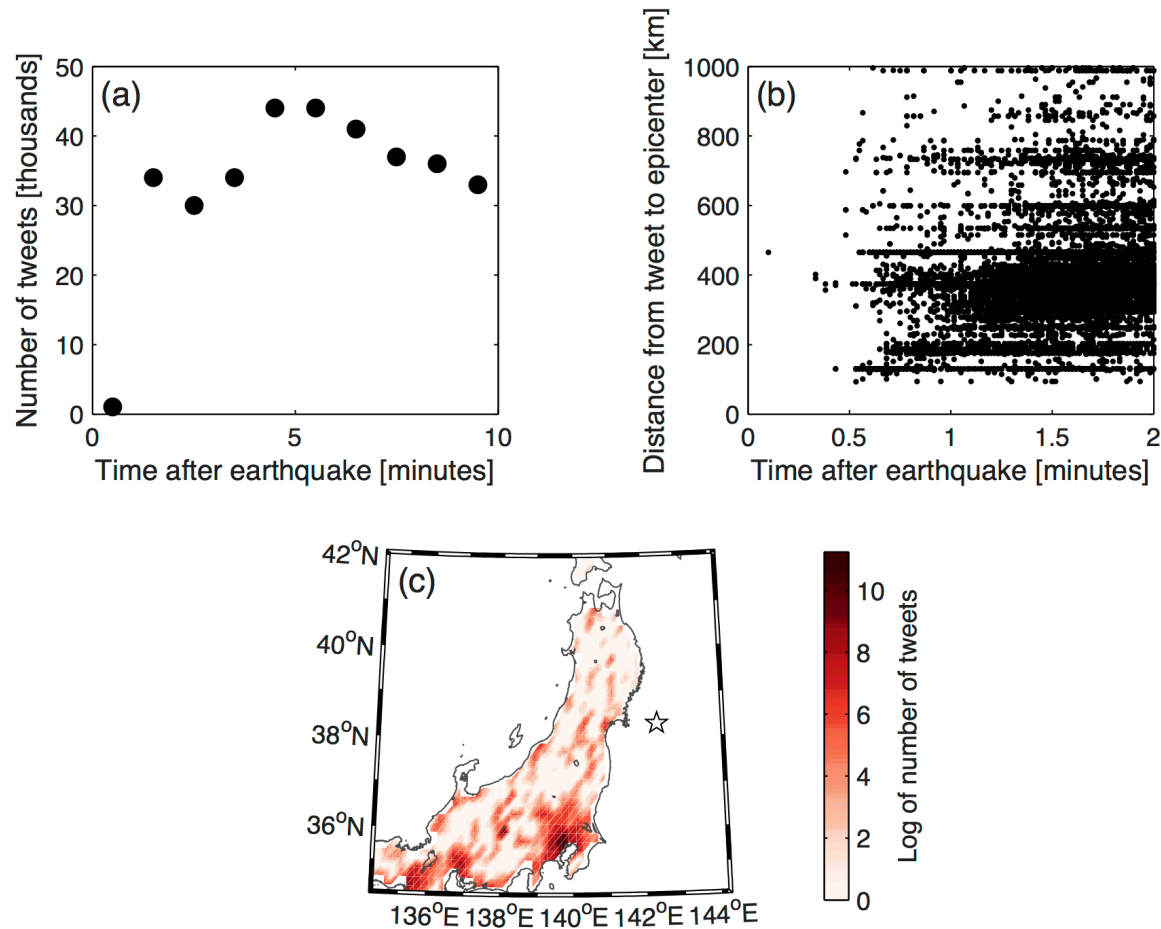 (a)
Number of tweets [thousands]
50
40
30
20
10
0
0 5 10
Time after earthquake [minutes]
(b)
Distance from tweet to epicenter [km]
1000
800
600
400
200
0
0 0.5 1 1.5 2
Time after earthquake [minutes]
(c)
42°N
40°N
38°N
36°N
136°E 138°E 140°E 142°E 144°E
10
8
6
4
2
0
Log of number of tweets